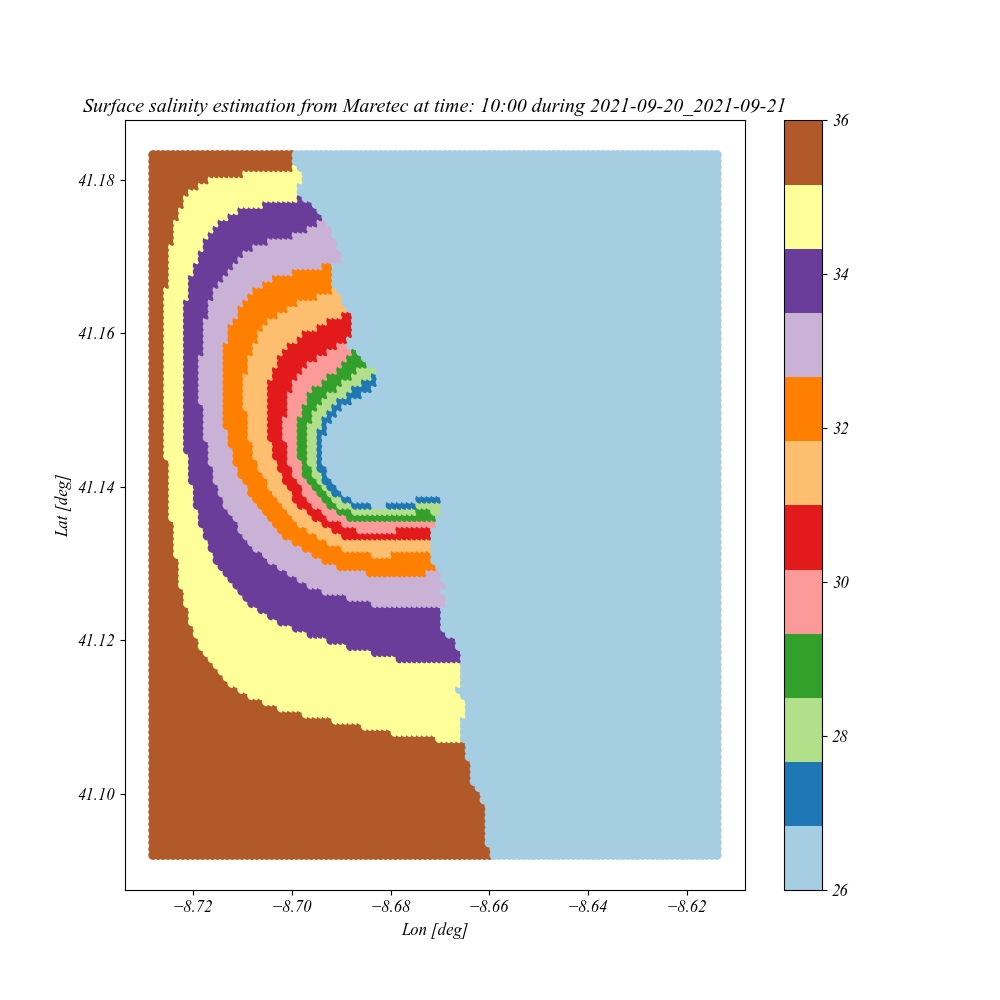 Surface salinity estimation from Maretec at time: 10:00 during 2021-09-20_2021-09-21
36
34
32
30
28
26
41.18
41.16
41.14
41.12
41.10
Lat [deg]
−8.72 −8.70 −8.68 −8.66 −8.64 −8.62
Lon [deg]